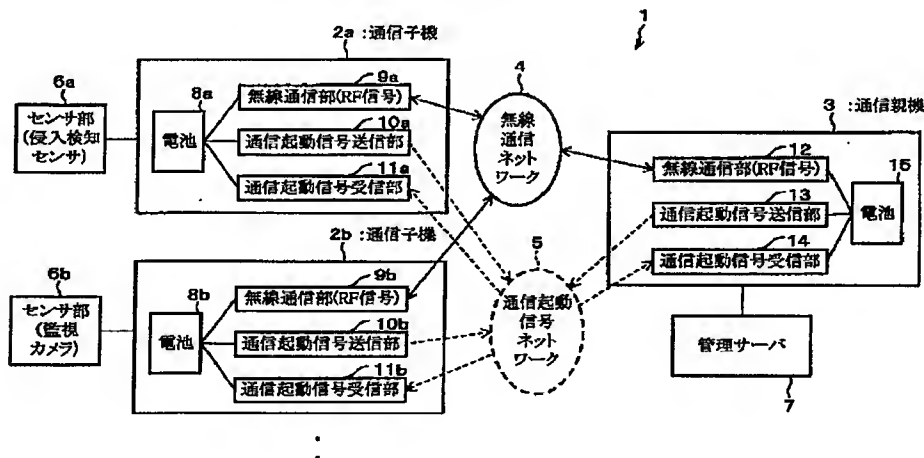 1
2a:通信子機
6a
センサ部
(侵入検知
センサ)
8a
電池
9a
無線通信部(RF信号)
10a
通信起動信号送信部
11a
通信起動信号受信部
4
無線
通信
ネット
ワーク
3:通信親機
12
無線通信部(RF信号)
13
通信起動信号送信部
14
通信起動信号受信部
15
電池
2b:通信子機
6b
センサ部
(監視
カメラ)
8b
電池
9b
無線通信部(RF信号)
10b
通信起動信号送信部
11b
通信起動信号受信部
5
通信起動
信号
ネット
ワーク
管理サーバ
7